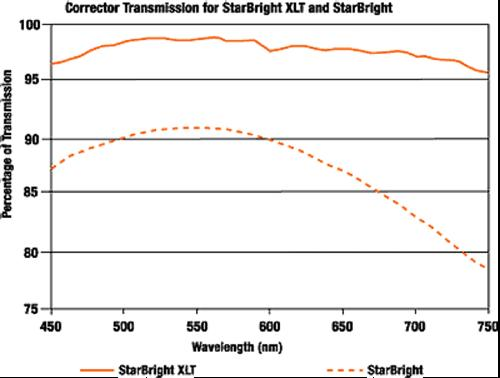 Corrector Transmission for StarBright XLT and StarBright
Percentage of Transmission
100
95
90
85
80
75
450 500 550 600 650 700 750
Wavelength (nm)
StarBright XLT StarBright